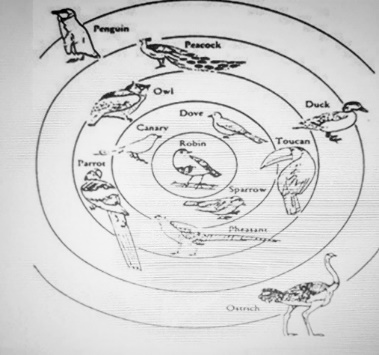 Penguin
Peacock
Owl
Duck
Dove
Canary
Robin
Toucan
Parrot
Sparrow
Pheasant
Ostrich